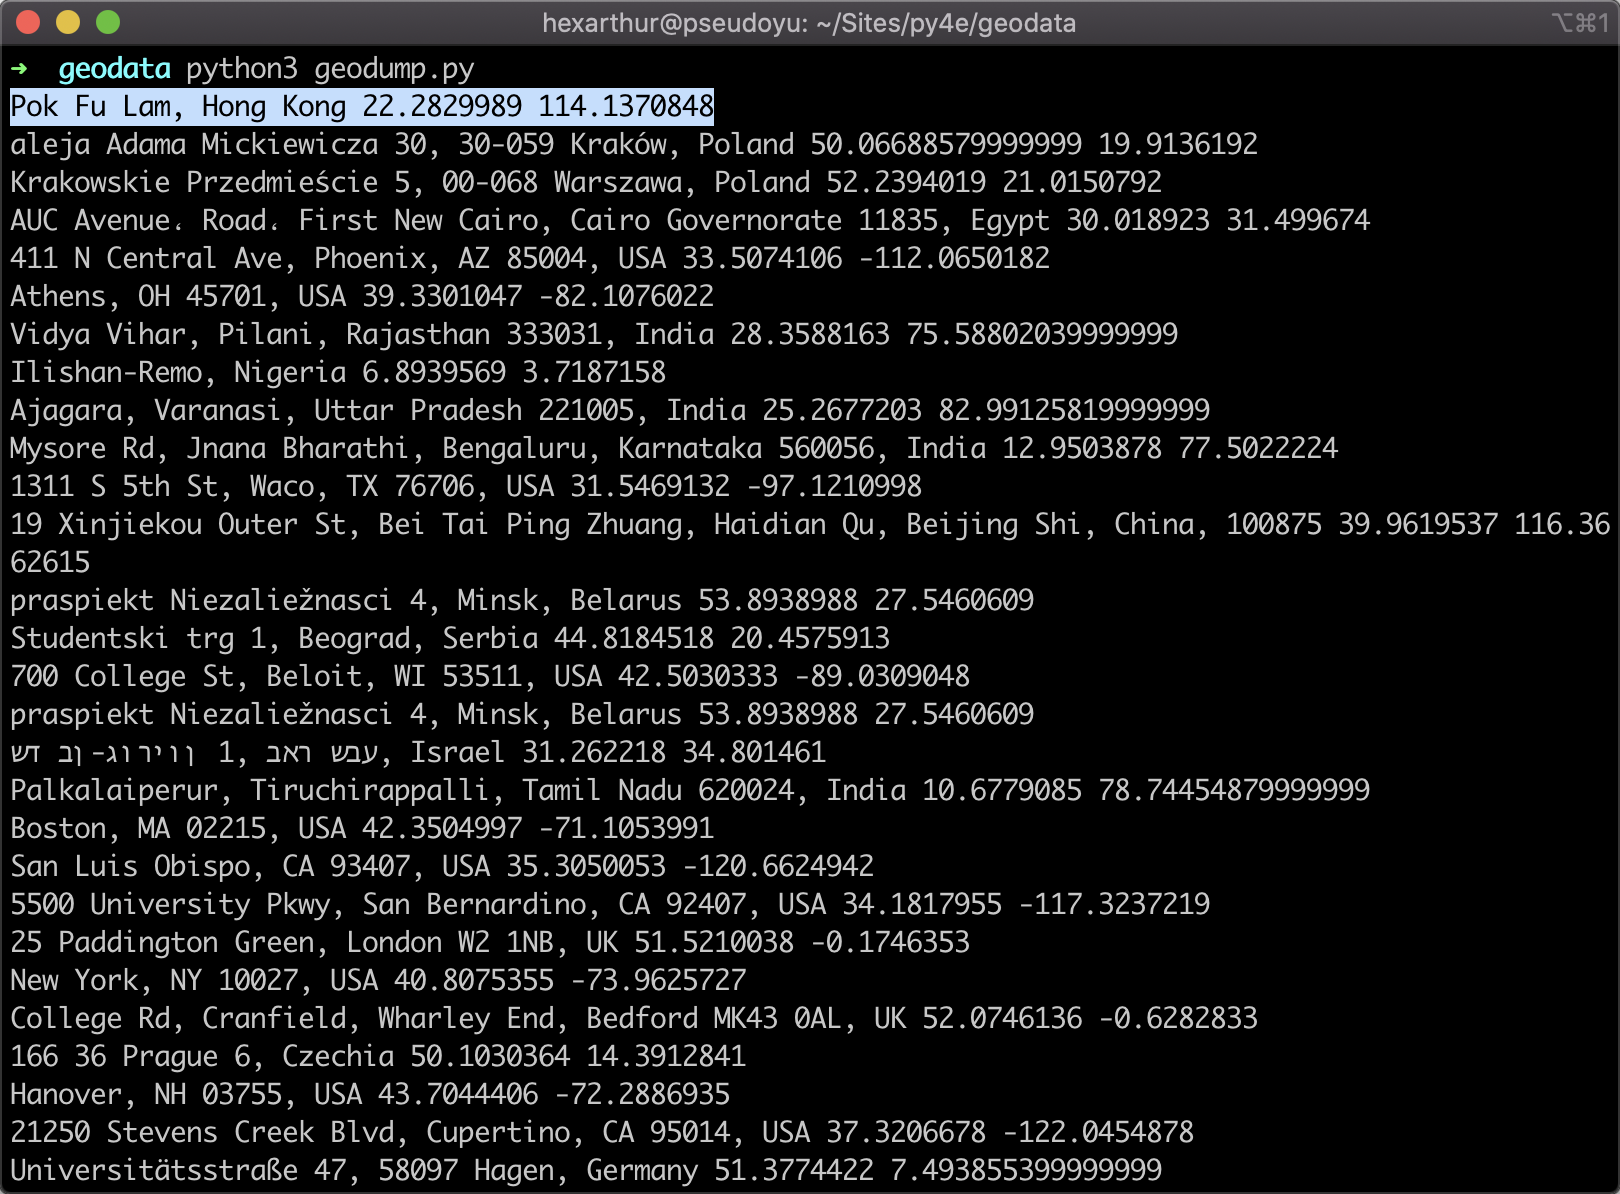 hexarthur@pseudoyu: ~/Sites/py4e/geodata
⌥⌘1
➜ geodata python3 geodump.py
Pok Fu Lam, Hong Kong 22.2829989 114.1370848
aleja Adama Mickiewicza 30, 30-059 Kraków, Poland 50.06688579999999 19.9136192
Krakowskie Przedmieście 5, 00-068 Warszawa, Poland 52.2394019 21.0150792
AUC Avenue، Road، First New Cairo, Cairo Governorate 11835, Egypt 30.018923 31.499674
411 N Central Ave, Phoenix, AZ 85004, USA 33.5074106 -112.0650182
Athens, OH 45701, USA 39.3301047 -82.1076022
Vidya Vihar, Pilani, Rajasthan 333031, India 28.3588163 75.58802039999999
Ilishan-Remo, Nigeria 6.8939569 3.7187158
Ajagara, Varanasi, Uttar Pradesh 221005, India 25.2677203 82.99125819999999
Mysore Rd, Jnana Bharathi, Bengaluru, Karnataka 560056, India 12.9503878 77.5022224
1311 S 5th St, Waco, TX 76706, USA 31.5469132 -97.1210998
19 Xinjiekou Outer St, Bei Tai Ping Zhuang, Haidian Qu, Beijing Shi, China, 100875 39.9619537 116.36
62615
praspiekt Niezaliežnasci 4, Minsk, Belarus 53.8938988 27.5460609
Studentski trg 1, Beograd, Serbia 44.8184518 20.4575913
700 College St, Beloit, WI 53511, USA 42.5030333 -89.0309048
praspiekt Niezaliežnasci 4, Minsk, Belarus 53.8938988 27.5460609
שד בן-גוריון 1, באר שבע, Israel 31.262218 34.801461
Palkalaiperur, Tiruchirappalli, Tamil Nadu 620024, India 10.6779085 78.74454879999999
Boston, MA 02215, USA 42.3504997 -71.1053991
San Luis Obispo, CA 93407, USA 35.3050053 -120.6624942
5500 University Pkwy, San Bernardino, CA 92407, USA 34.1817955 -117.3237219
25 Paddington Green, London W2 1NB, UK 51.5210038 -0.1746353
New York, NY 10027, USA 40.8075355 -73.9625727
College Rd, Cranfield, Wharley End, Bedford MK43 0AL, UK 52.0746136 -0.6282833
166 36 Prague 6, Czechia 50.1030364 14.3912841
Hanover, NH 03755, USA 43.7044406 -72.2886935
21250 Stevens Creek Blvd, Cupertino, CA 95014, USA 37.3206678 -122.0454878
Universitätsstraße 47, 58097 Hagen, Germany 51.3774422 7.493855399999999